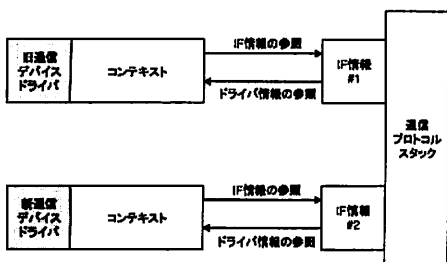 旧通信
デバイス
ドライバ
コンテキスト
IF情報の参照
ドライバ情報の参照
IF情報
#1
通信
プロトコル
スタック
新通信
デバイス
ドライバ
コンテキスト
IF情報の参照
ドライバ情報の参照
IF情報
#2